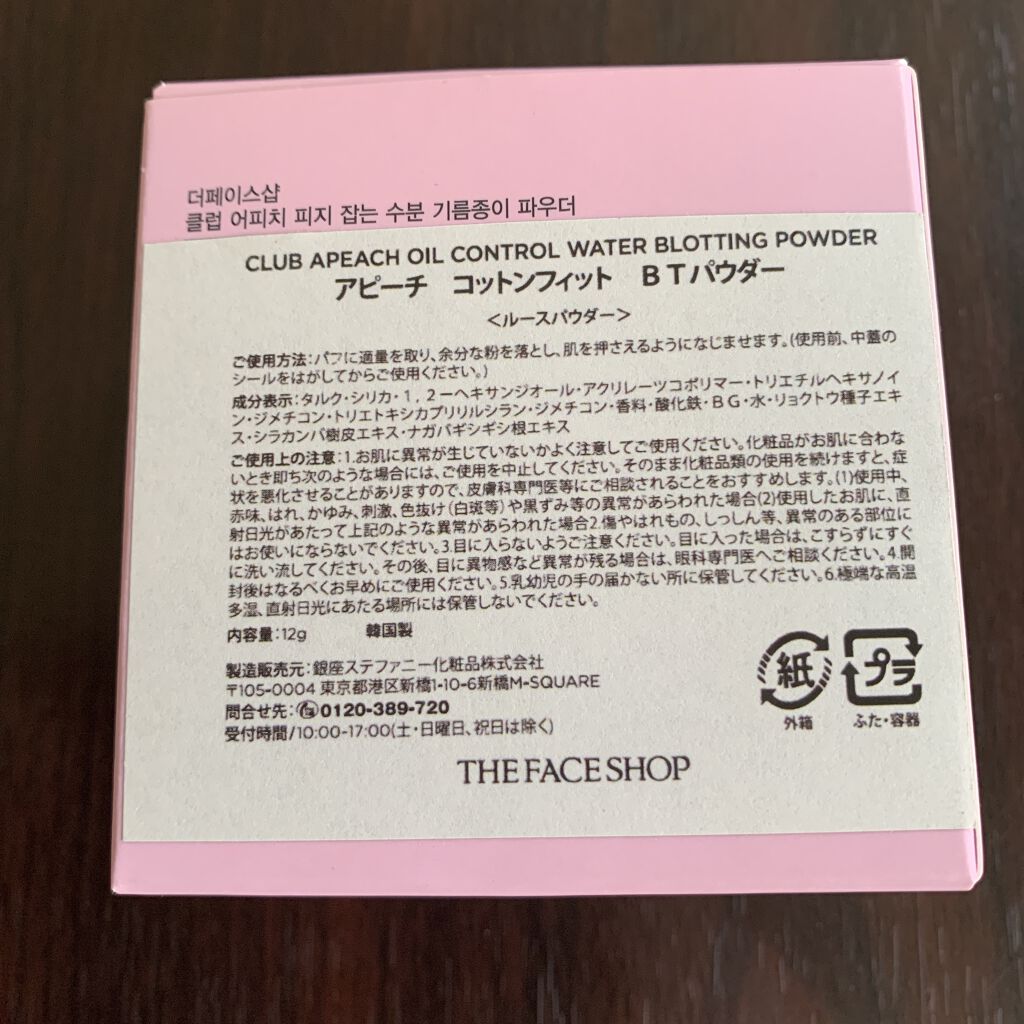 더페이스샵
클럽 어피치 피지 잡는 수분 기름종이 파우더
CLUB APEACH OIL CONTROL WATER BLOTTING POWDER
アピーチ　コットンフィット　ＢＴパウダー
＜ルースパウダー＞
ご使用方法：パフに適量を取り、余分な粉を落とし、肌を押さえるようになじませます。（使用前、中蓋の
シールをはがしてからご使用ください。）
成分表示：タルク・シリカ・１，２－ヘキサンジオール・アクリレーツコポリマー・トリエチルヘキサノイ
ン・ジメチコン・トリエトキシカプリリルシラン・ジメチコン・香料・酸化鉄・ＢＧ・水・リョクトウ種子エキ
ス・シラカンバ樹皮エキス・ナガバギシギシ根エキス
ご使用上の注意：1.お肌に異常が生じていないかよく注意してご使用ください。化粧品がお肌に合わな
いとき即ち次のような場合には、ご使用を中止してください。そのまま化粧品類の使用を続けますと、症
状を悪化させることがありますので、皮膚科専門医等にご相談されることをおすすめします。（1）使用中、
赤味、はれ、かゆみ、刺激、色抜け（白斑等）や黒ずみ等の異常があらわれた場合（2）使用したお肌に、直
射日光があたって上記のような異常があらわれた場合2.傷やはれもの、しっしん等、異常のある部位に
はお使いにならないでください。3.目に入らないようご注意ください。目に入った場合は、こすらずにすぐ
に洗い流してください。その後、目に異物感など異常が残る場合は、眼科専門医へご相談ください。4.開
封後はなるべくお早めにご使用ください。5.乳幼児の手の届かない所に保管してください。6.極端な高温
多湿、直射日光にあたる場所には保管しないでください。
内容量：12g　　韓国製
製造販売元：銀座ステファニー化粧品株式会社
〒105-0004 東京都港区新橋1-10-6新橋M-SQUARE
問合せ先：0120-389-720
受付時間/10:00-17:00(土・日曜日、祝日は除く)
紙
外箱
プラ
ふた・容器
THE FACE SHOP